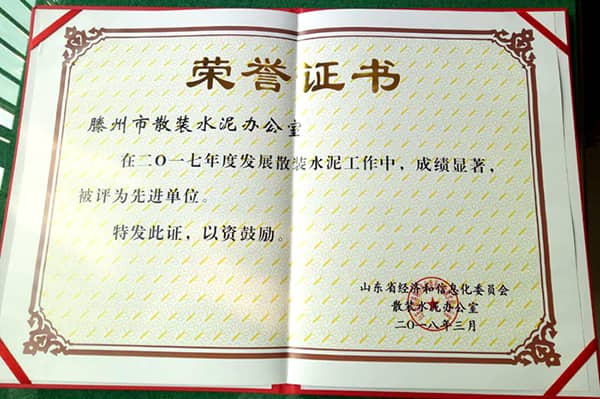 荣誉证书
滕州市散装水泥办公室
在二〇一七年度发展散装水泥工作中，成绩显著，
被评为先进单位。
特发此证，以资鼓励。
山东省经济和信息化委员会
散装水泥办公室
二〇一八年三月